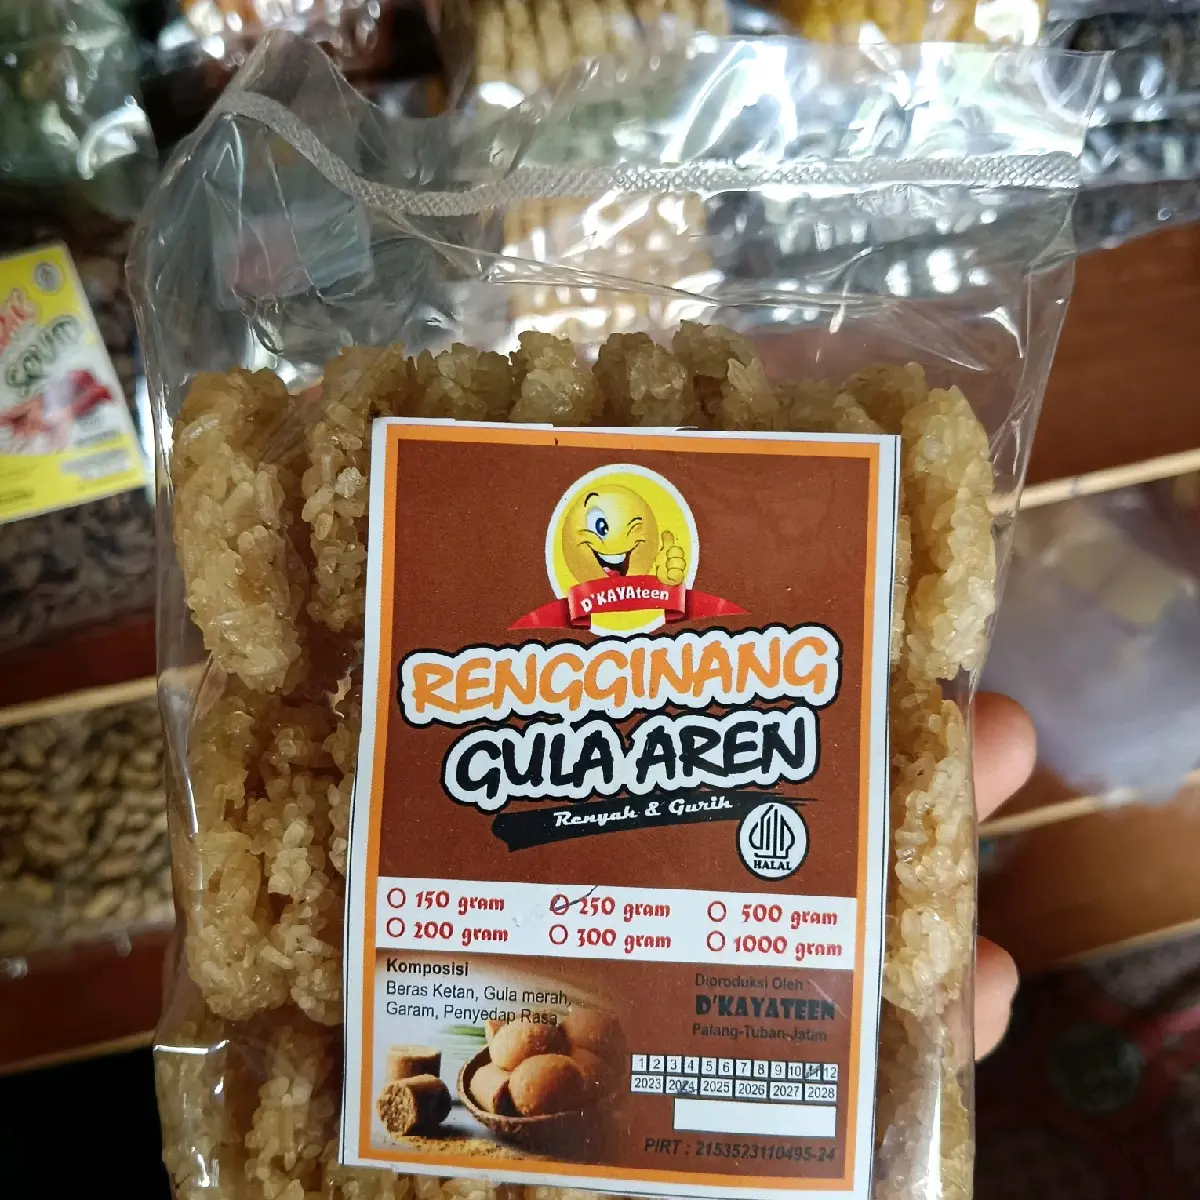 D'KAYAteen
RENGGINANG
GULA AREN
Renyah & Gurih
HALAL
150 gram
250 gram
500 gram
200 gram
300 gram
1000 gram
Komposisi
Beras Ketan, Gula merah,
Garam, Penyedap Rasa
Diproduksi Oleh :
D'KAYATEEN
Palang-Tuban-Jatim
1 2 3 4 5 6 7 8 9 10 11 12
2023 2024 2025 2026 2027 2028
PIRT : 2153523110495-24